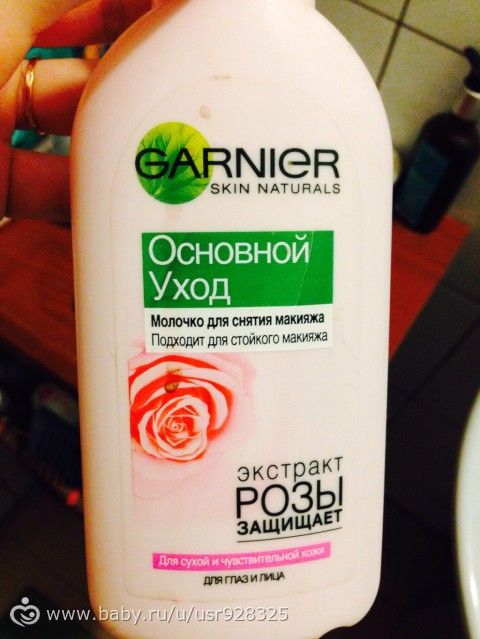 GARNIER
SKIN NATURALS
Основной
Уход
Молочко для снятия макияжа
Подходит для стойкого макияжа
экстракт
РОЗЫ
ЗАЩИЩАЕТ
Для сухой и чувствительной кожи
ДЛЯ ГЛАЗ И ЛИЦА
www.baby.ru/u/usr928325